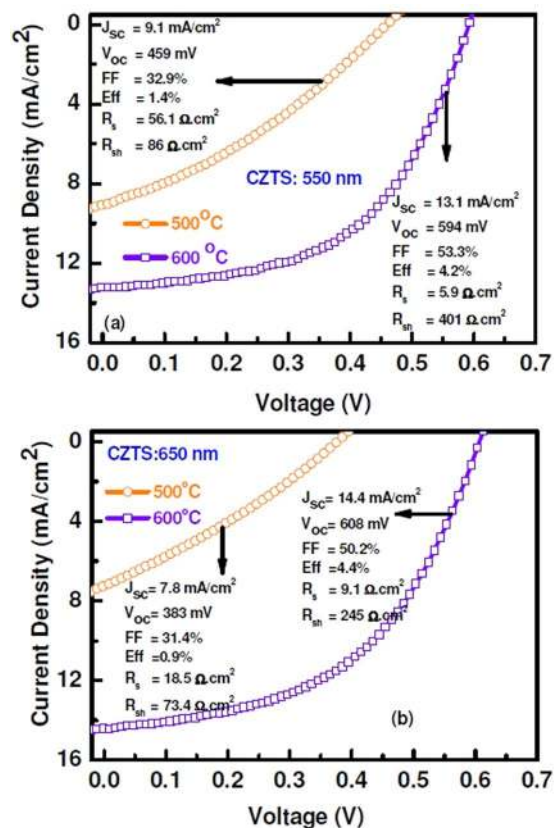 0
4
8
12
16
Current Density (mA/cm²)
J_SC = 9.1 mA/cm²
V_OC = 459 mV
FF = 32.9%
Eff = 1.4%
R_s = 56.1 Ω.cm²
R_sh = 86 Ω.cm²
CZTS: 550 nm
500 °C
600 °C
J_SC = 13.1 mA/cm²
V_OC = 594 mV
FF = 53.3%
Eff = 4.2%
R_s = 5.9 Ω.cm²
R_sh = 401 Ω.cm²
(a)
0.0 0.1 0.2 0.3 0.4 0.5 0.6 0.7
Voltage (V)
0
4
8
12
16
Current Density (mA/cm²)
CZTS:650 nm
500°C
600°C
J_SC= 14.4 mA/cm²
V_OC = 608 mV
FF = 50.2%
Eff = 4.4%
R_s = 9.1 Ω.cm²
R_sh = 245 Ω.cm²
J_SC= 7.8 mA/cm²
V_OC = 383 mV
FF = 31.4%
Eff =0.9%
R_s = 18.5 Ω.cm²
R_sh = 73.4 Ω.cm²
(b)
0.0 0.1 0.2 0.3 0.4 0.5 0.6 0.7
Voltage (V)